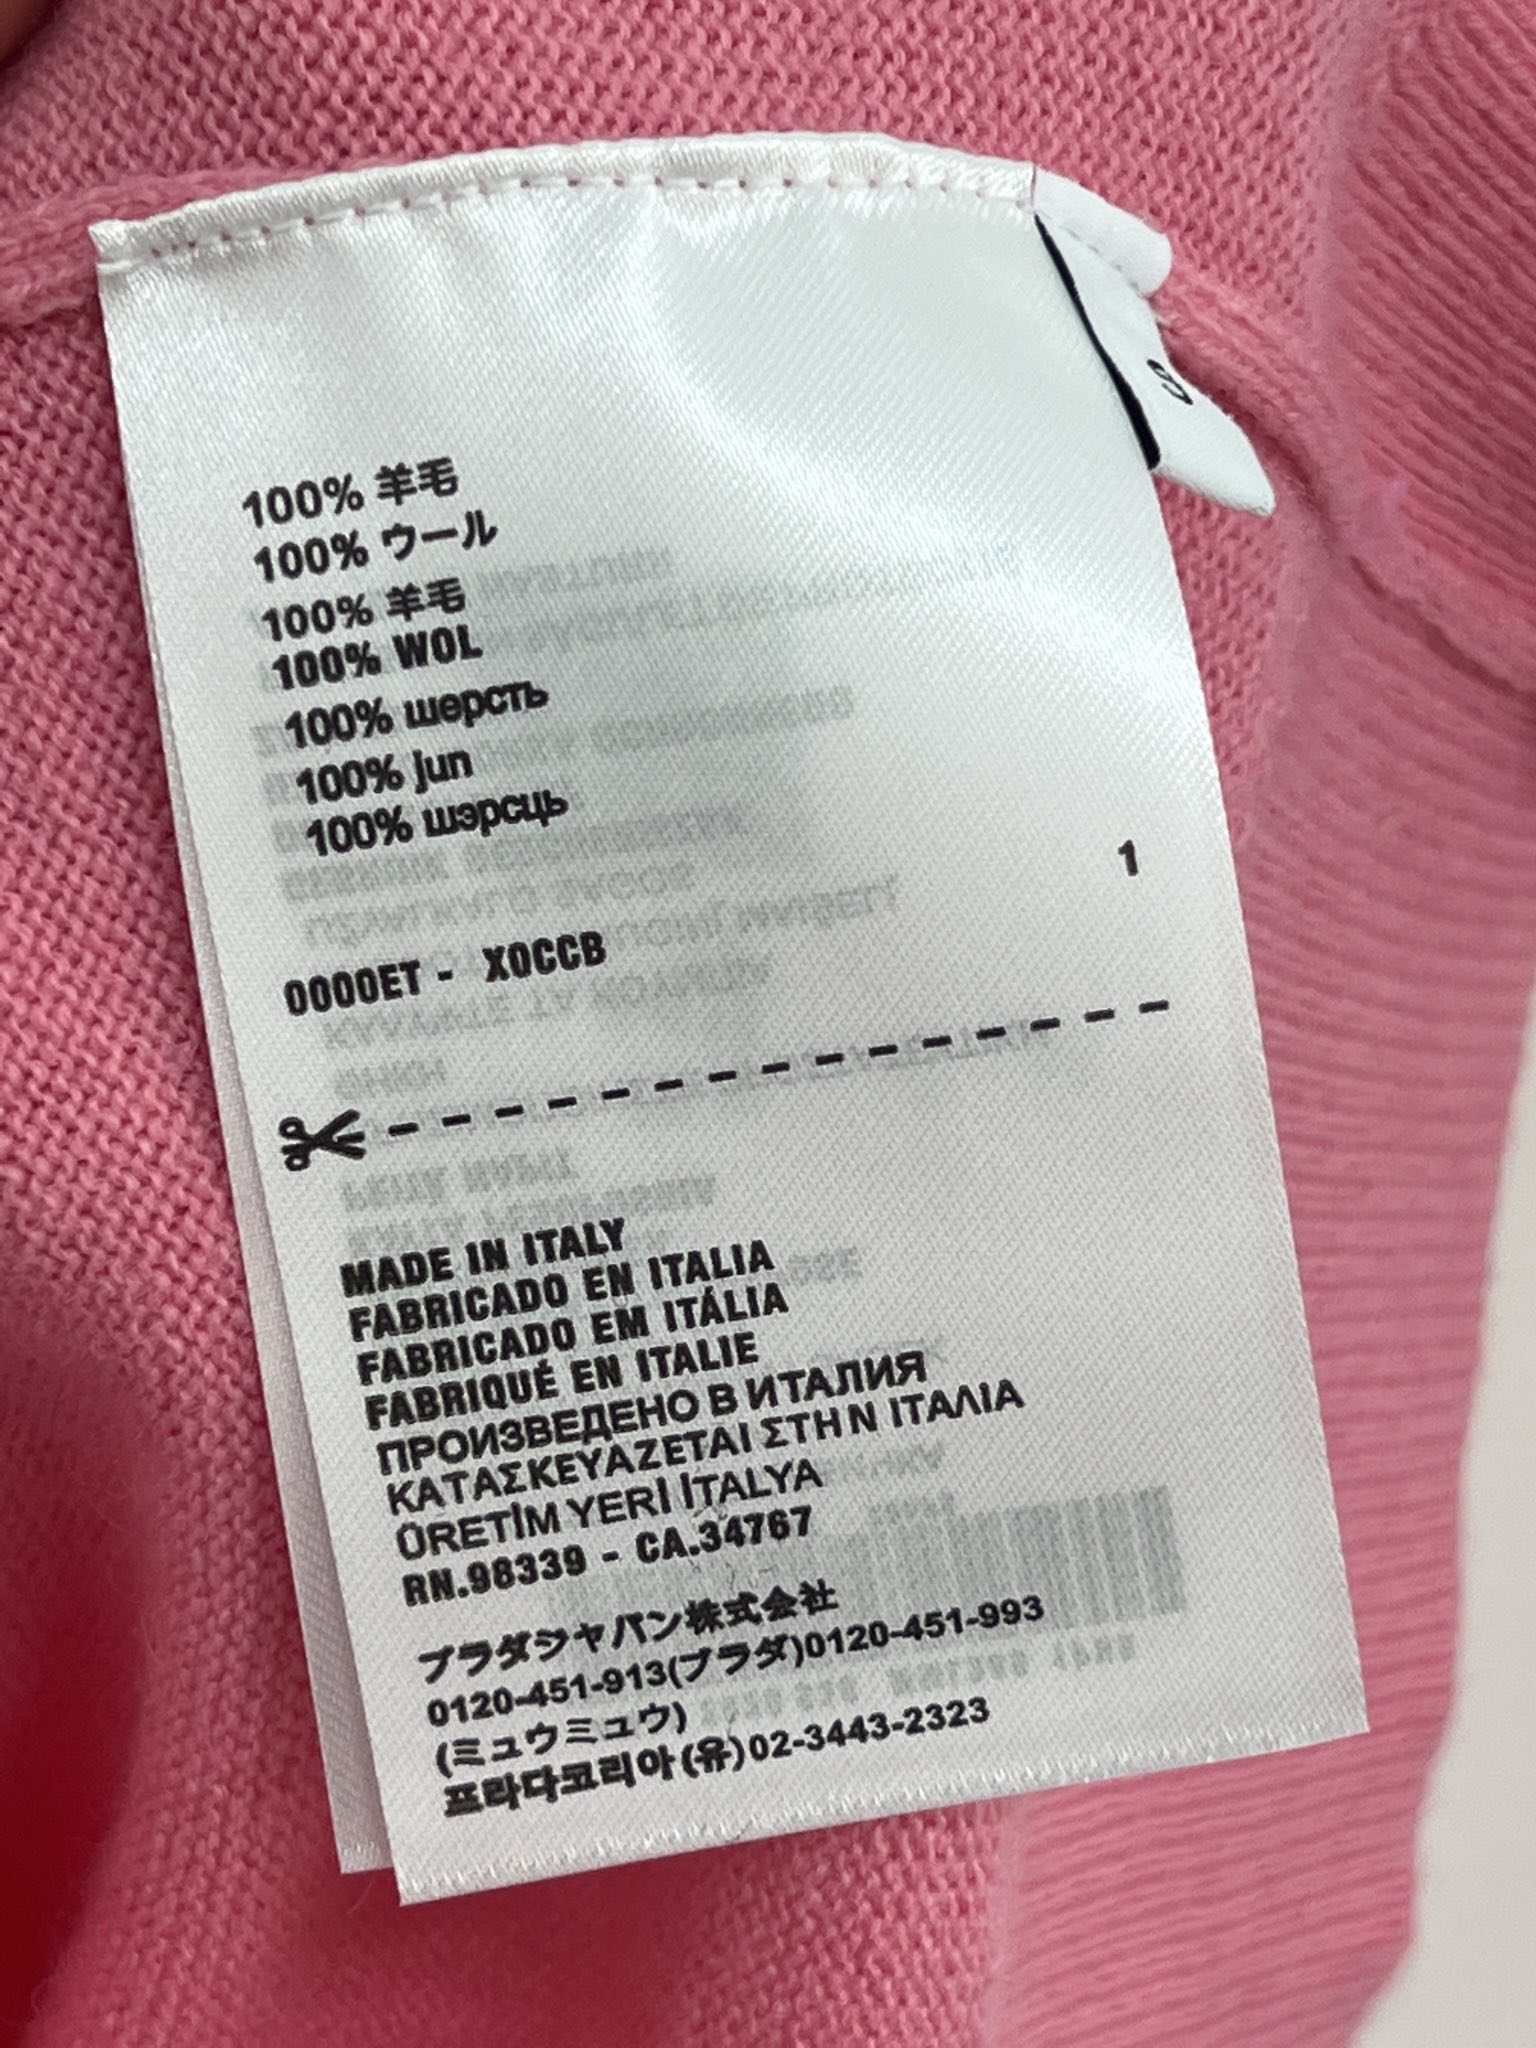 100% 羊毛
100% ウール
100% 羊毛
100% WOL
100% шерсть
100% jun
100% шэрсць
1
0000ET - X0CCB
MADE IN ITALY
FABRICADO EN ITALIA
FABRICADO EM ITÁLIA
FABRIQUÉ EN ITALIE
ПРОИЗВЕДЕНО В ИТАЛИЯ
ΚΑΤΑΣΚΕΥΑΖΕΤΑΙ ΣΤΗ Ν ΙΤΑΛΙΑ
ÜRETİM YERİ İTALYA
RN.98339 - CA.34767
プラダジャパン株式会社
0120-451-913(プラダ)0120-451-993
(ミュウミュウ)
프라다코리아(유)02-3443-2323